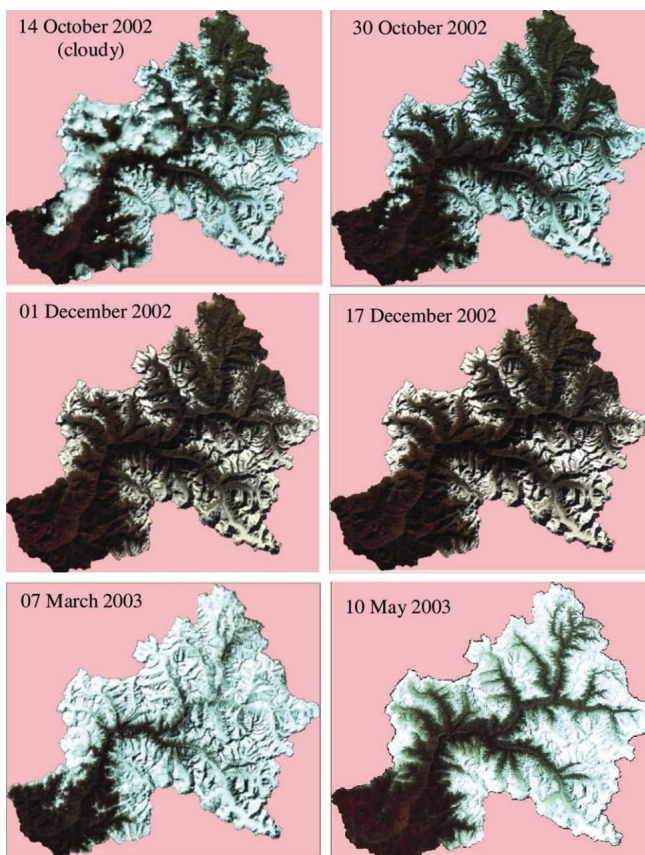 14 October 2002
(cloudy)
30 October 2002
01 December 2002
17 December 2002
07 March 2003
10 May 2003